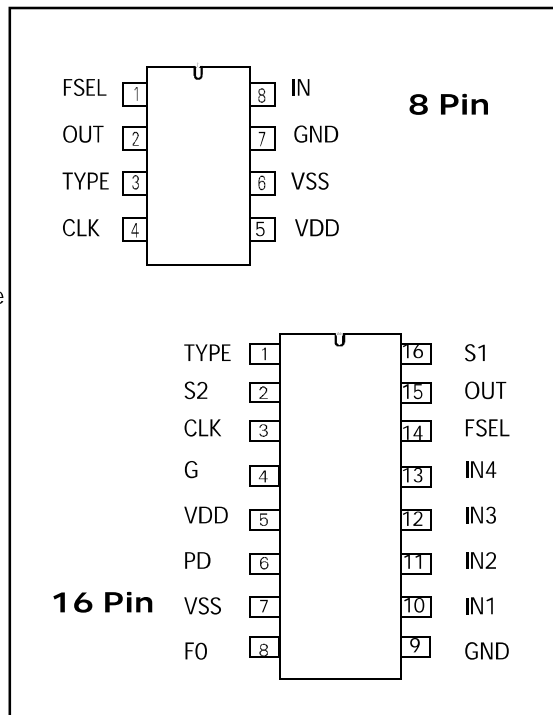 FSEL 1 8 IN
8 Pin
OUT 2 7 GND
TYPE 3 6 VSS
CLK 4 5 VDD
e
TYPE 1 16 S1
S2 2 15 OUT
CLK 3 14 FSEL
G 4 13 IN4
VDD 5 12 IN3
PD 6 11 IN2
16 Pin
VSS 7 10 IN1
F0 8 9 GND